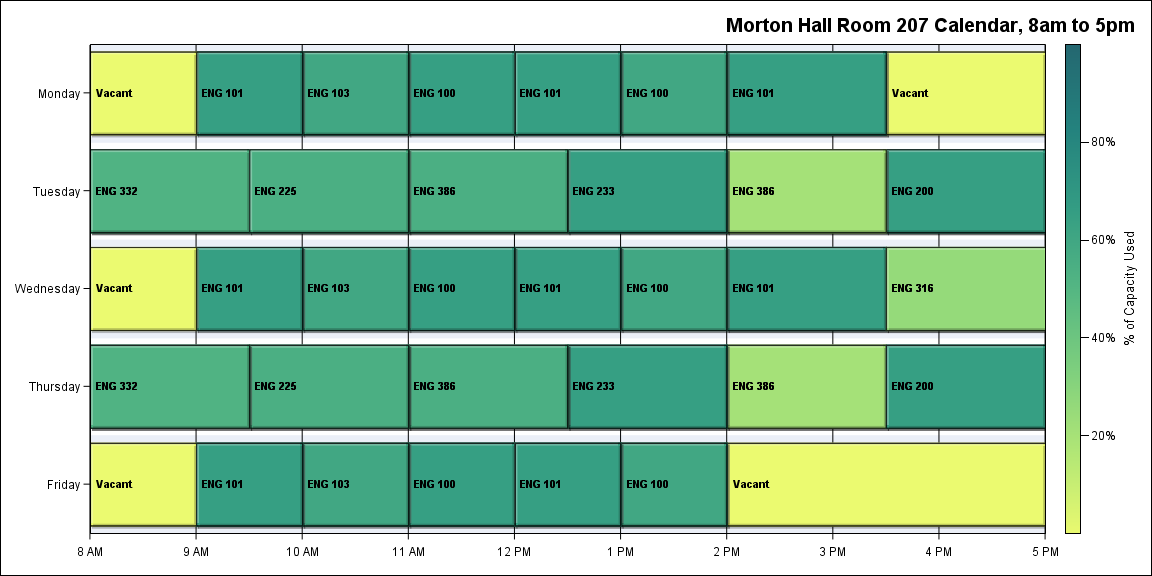 Morton Hall Room 207 Calendar, 8am to 5pm
Monday
Vacant
ENG 101
ENG 103
ENG 100
ENG 101
ENG 100
ENG 101
Vacant
Tuesday
ENG 332
ENG 225
ENG 386
ENG 233
ENG 386
ENG 200
Wednesday
Vacant
ENG 101
ENG 103
ENG 100
ENG 101
ENG 100
ENG 101
ENG 316
Thursday
ENG 332
ENG 225
ENG 386
ENG 233
ENG 386
ENG 200
Friday
Vacant
ENG 101
ENG 103
ENG 100
ENG 101
ENG 100
Vacant
8 AM
9 AM
10 AM
11 AM
12 PM
1 PM
2 PM
3 PM
4 PM
5 PM
80%
60%
40%
20%
% of Capacity Used